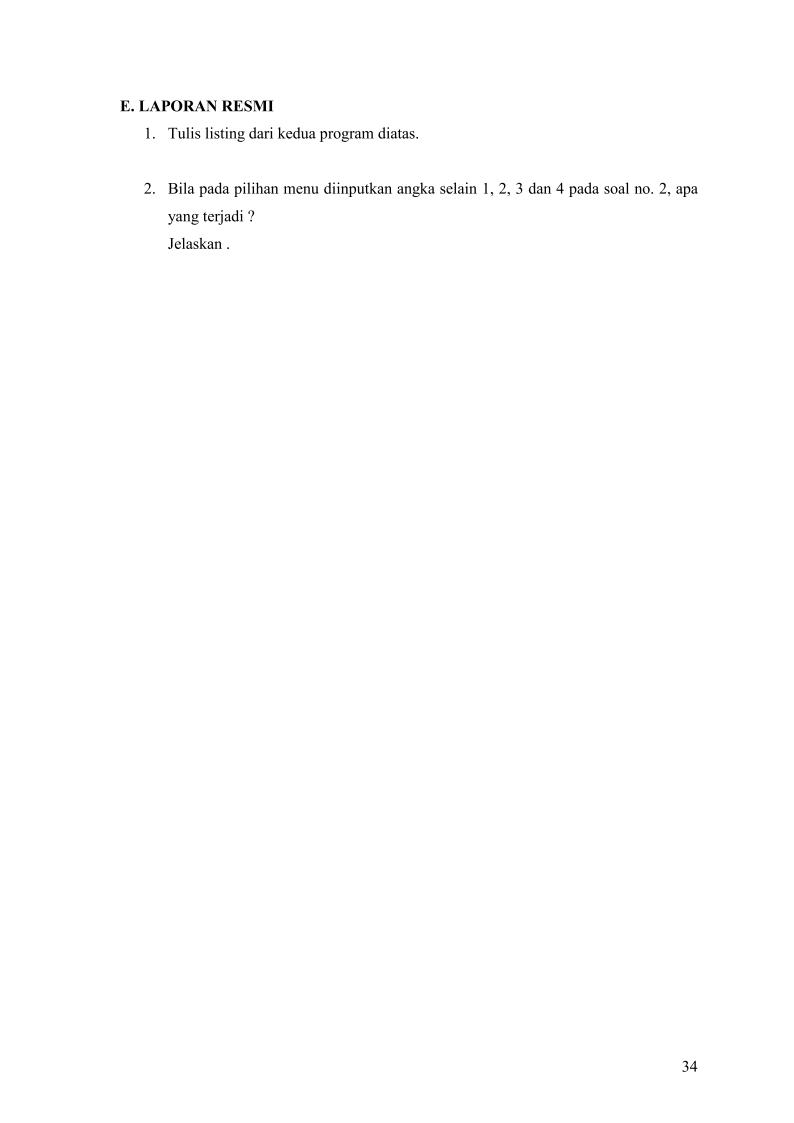 E. LAPORAN RESMI
1. Tulis listing dari kedua program diatas.
2. Bila pada pilihan menu diinputkan angka selain 1, 2, 3 dan 4 pada soal no. 2, apa
yang terjadi ?
Jelaskan .
34